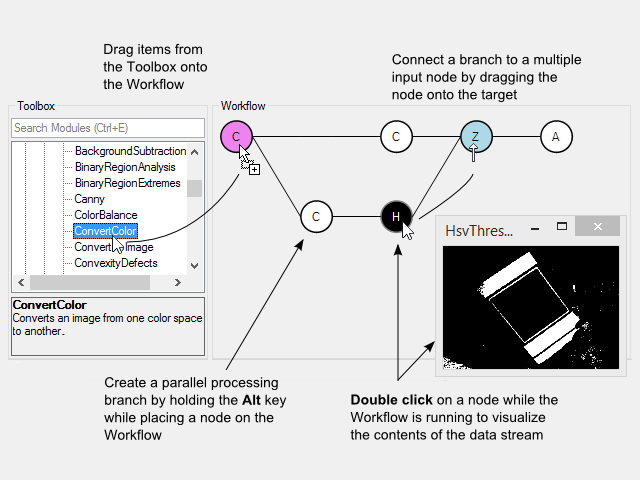 Drag items from
the Toolbox onto
the Workflow
Connect a branch to a multiple
input node by dragging the
node onto the target
Toolbox
Workflow
Search Modules (Ctrl+E)
BackgroundSubtraction
BinaryRegionAnalysis
BinaryRegionExtremes
Canny
ColorBalance
ConvertColor
ConvexityDefects
C
C
Z
A
C
H
HsvThres...
ConvertColor
Converts an image from one color space
to another.
Create a parallel processing
branch by holding the Alt key
while placing a node on the
Workflow
Double click on a node while the
Workflow is running to visualize
the contents of the data stream